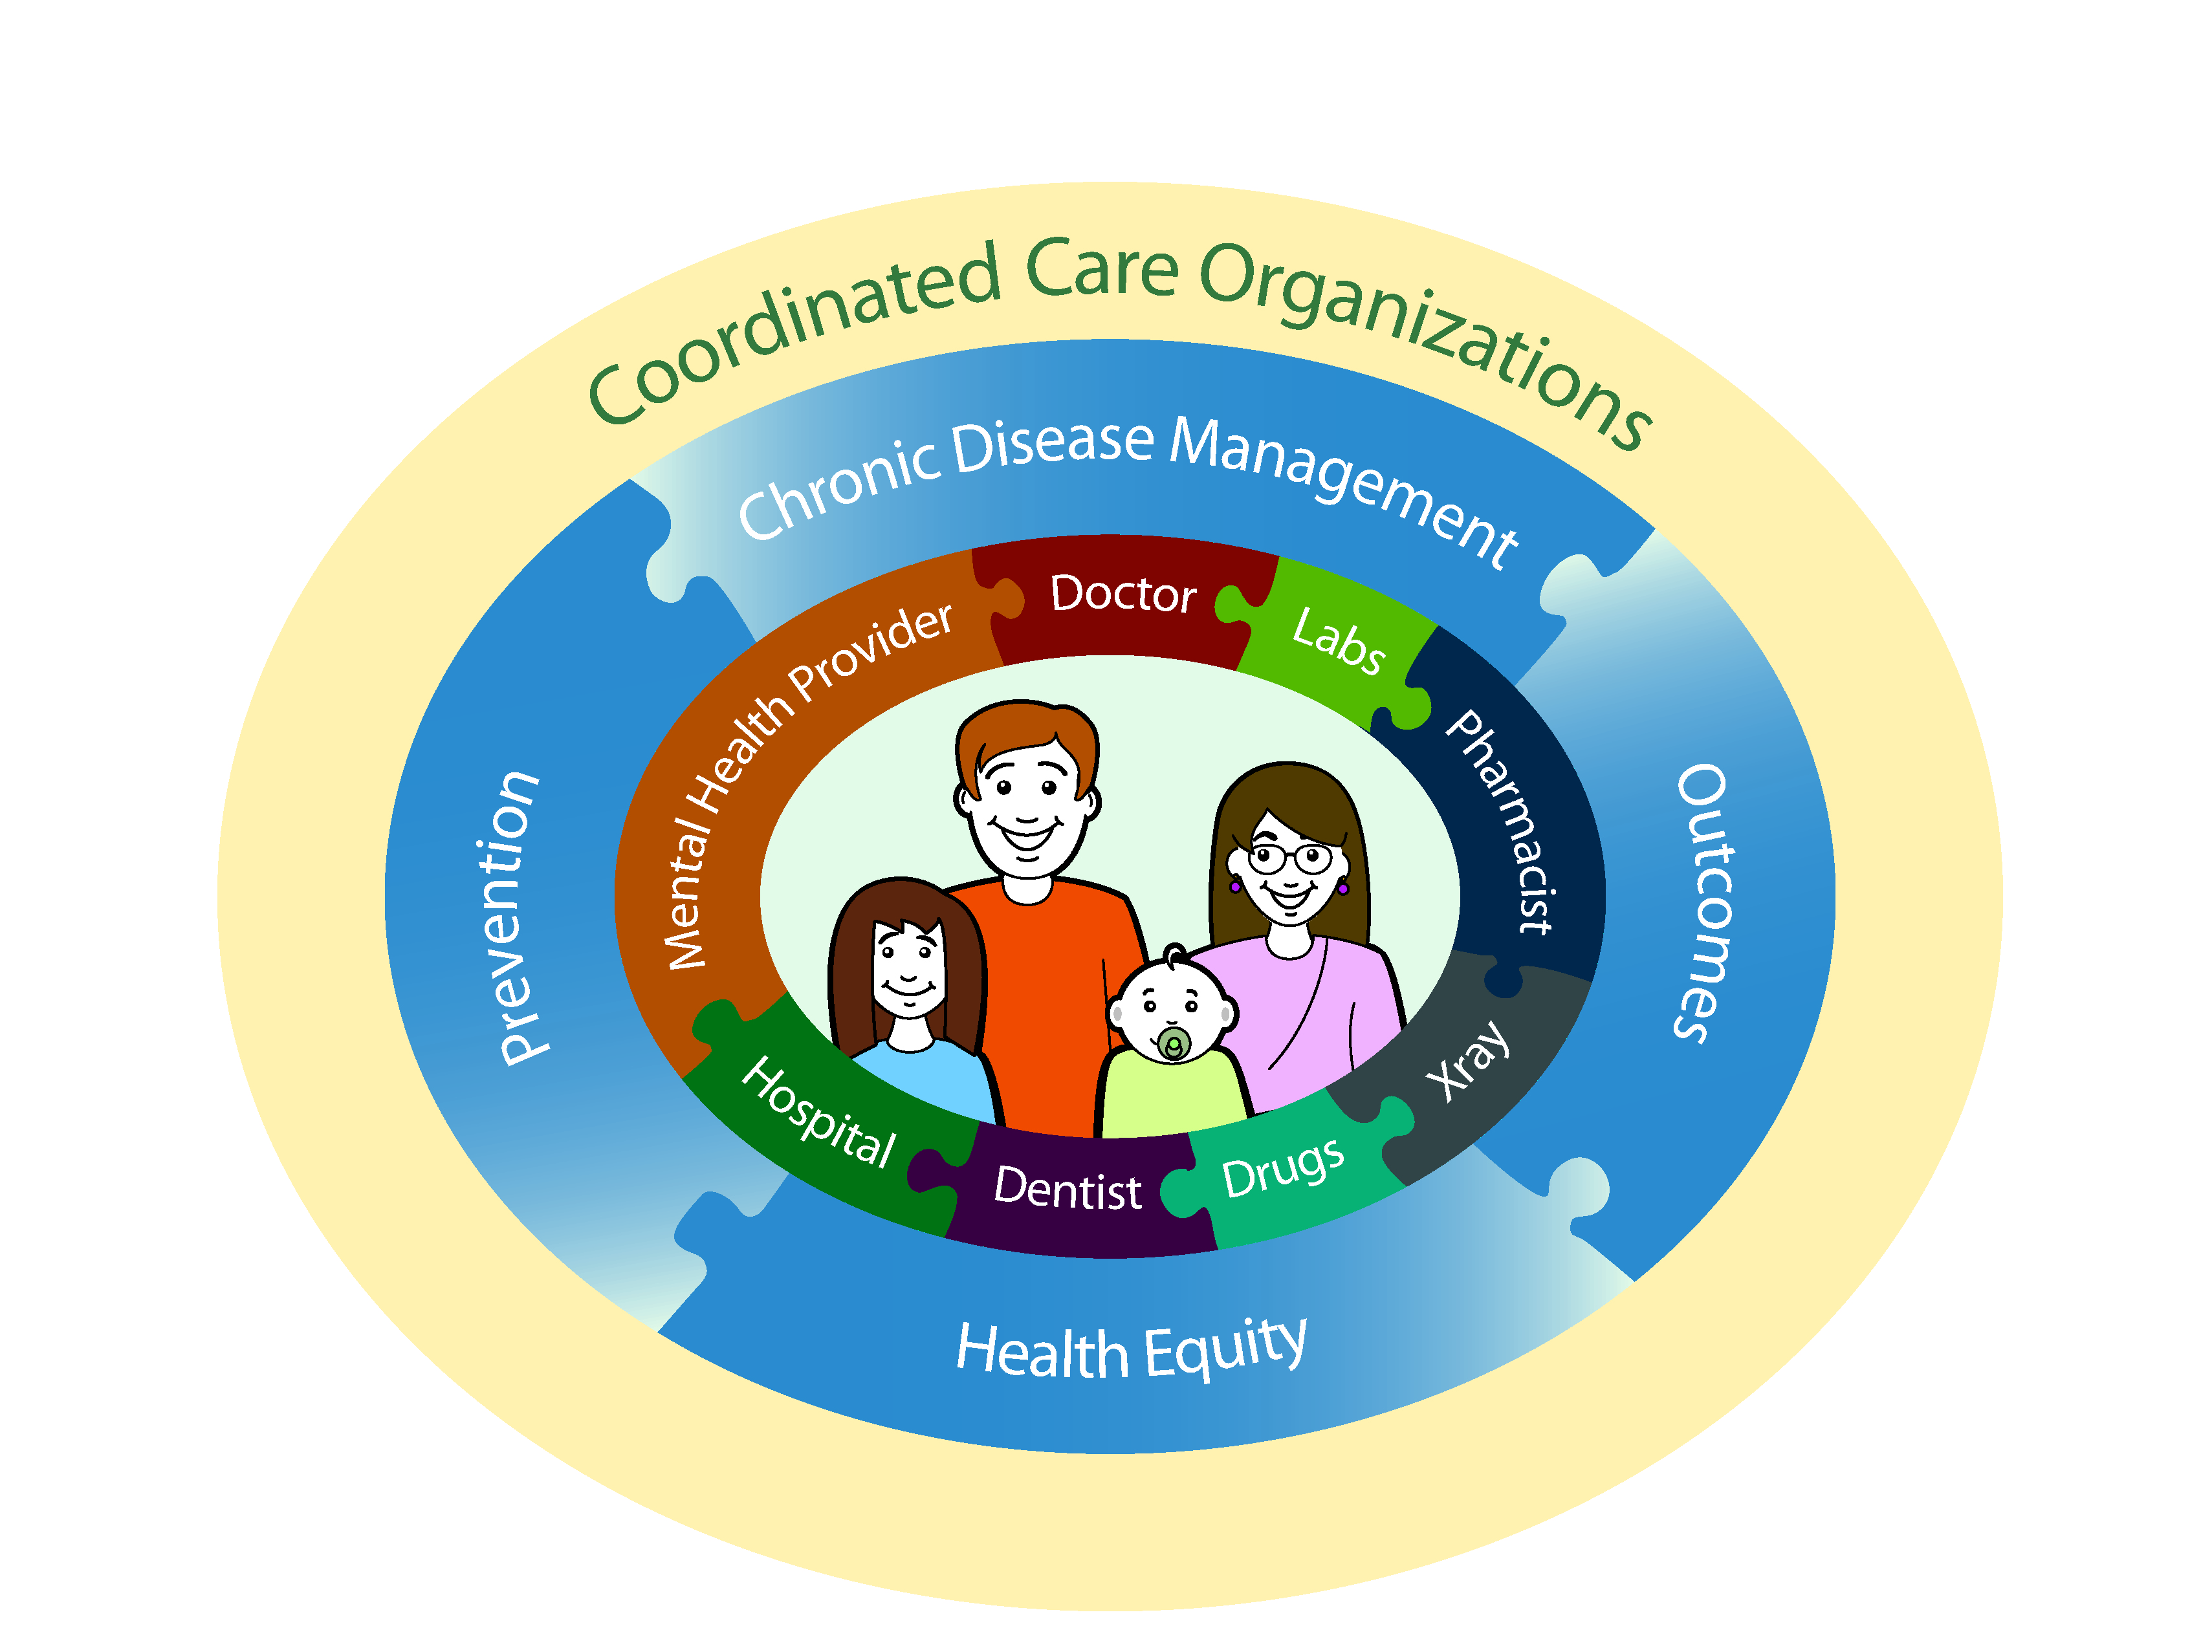 Coordinated Care Organizations
Chronic Disease Management
Doctor
Labs
Mental Health Provider
Pharmacist
Prevention
Outcomes
Xray
Hospital
Drugs
Dentist
Health Equity